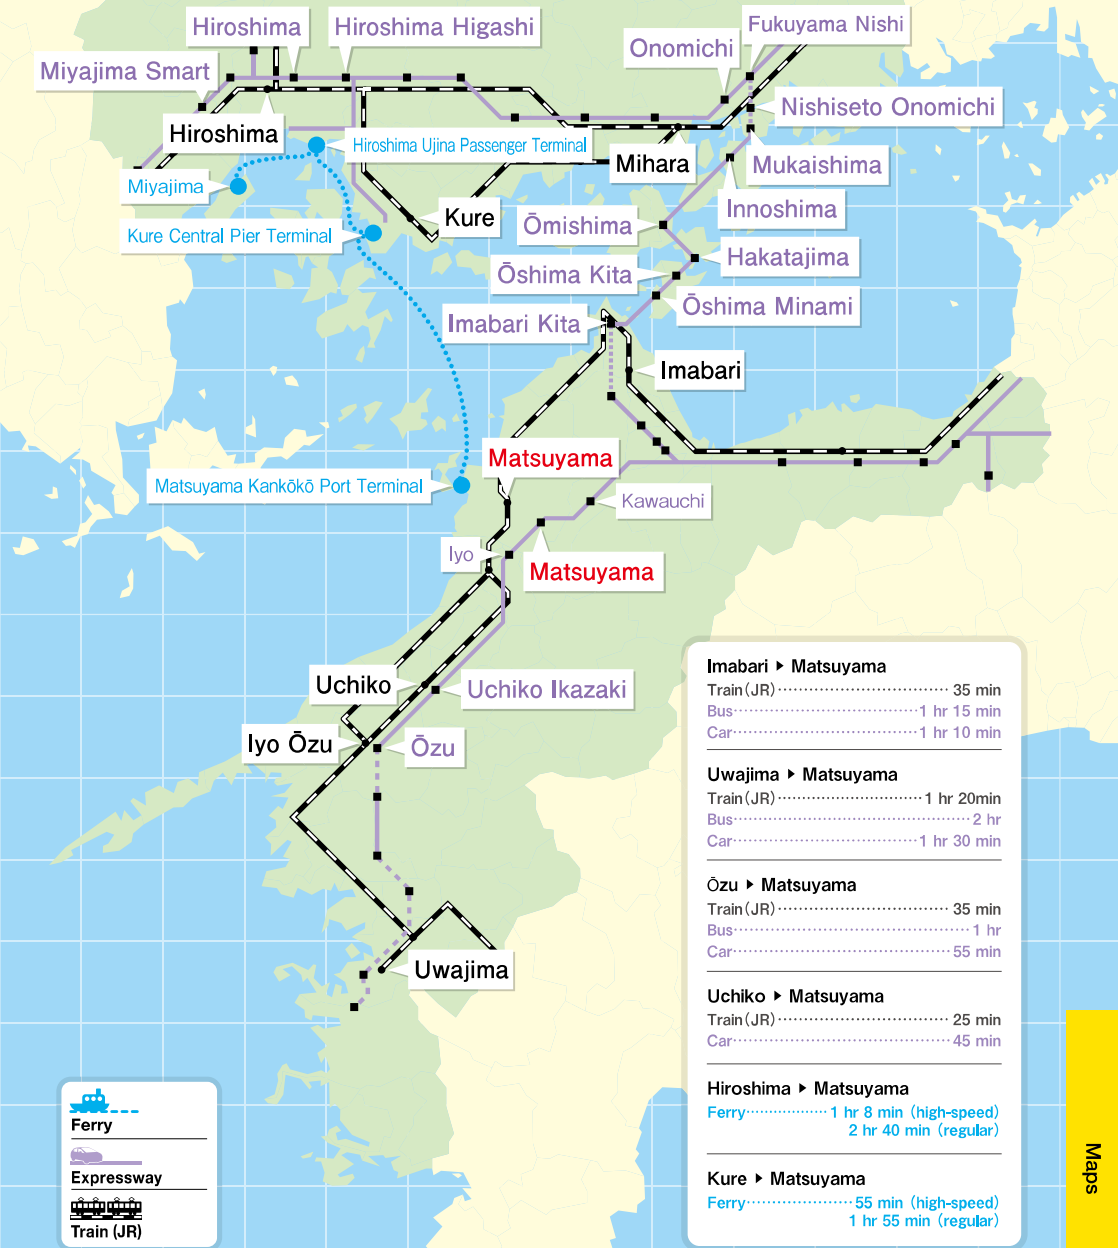 Hiroshima
Hiroshima Higashi
Fukuyama Nishi
Onomichi
Miyajima Smart
Nishiseto Onomichi
Hiroshima
Hiroshima Ujina Passenger Terminal
Mihara
Mukaishima
Miyajima
Innoshima
Kure
Ōmishima
Kure Central Pier Terminal
Hakatajima
Ōshima Kita
Ōshima Minami
Imabari Kita
Imabari
Matsuyama
Matsuyama Kankōkō Port Terminal
Kawauchi
Iyo
Matsuyama
Uchiko
Uchiko Ikazaki
Iyo Ōzu
Ōzu
Uwajima
Imabari ▶ Matsuyama
Train(JR) 35 min
Bus 1 hr 15 min
Car 1 hr 10 min
Uwajima ▶ Matsuyama
Train(JR) 1 hr 20min
Bus 2 hr
Car 1 hr 30 min
Ōzu ▶ Matsuyama
Train(JR) 35 min
Bus 1 hr
Car 55 min
Uchiko ▶ Matsuyama
Train(JR) 25 min
Car 45 min
Hiroshima ▶ Matsuyama
Ferry 1 hr 8 min (high-speed)
2 hr 40 min (regular)
Kure ▶ Matsuyama
Ferry 55 min (high-speed)
1 hr 55 min (regular)
Ferry
Expressway
Train (JR)
Maps